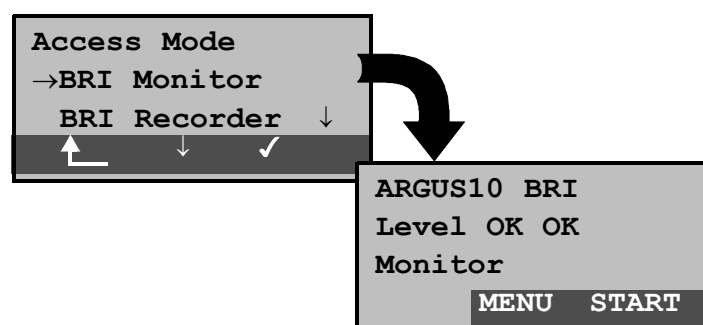 Access Mode
→BRI Monitor
BRI Recorder ↓
↓ ✓
ARGUS10 BRI
Level OK OK
Monitor
MENU START